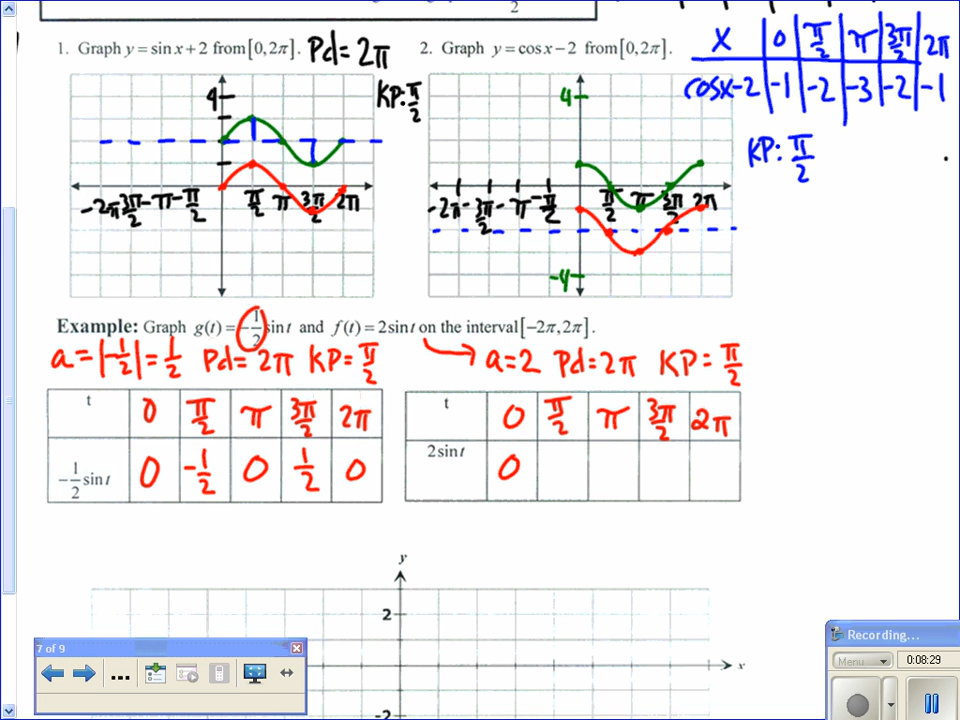 2
1. Graph y = sin x + 2 from [0, 2π]. Pd = 2π
KP: π/2
4
-2π -3π/2 -π -π/2 π/2 π 3π/2 2π
2. Graph y = cos x − 2 from [0, 2π].
4
-2π -3π/2 -π -π/2 π/2 π 3π/2 2π
-4
x 0 π/2 π 3π/2 2π
cosx-2 -1 -2 -3 -2 -1
KP: π/2
Example: Graph g(t) = −1/2 sin t and f(t) = 2 sin t on the interval [−2π, 2π].
a = |-1/2| = 1/2 Pd = 2π KP = π/2
a = 2 Pd = 2π KP = π/2
t 0 π/2 π 3π/2 2π
−1/2 sin t 0 -1/2 0 1/2 0
t 0 π/2 π 3π/2 2π
2 sin t 0
y
2
x
-2
7 of 9
...
Recording...
Menu 0:08:29